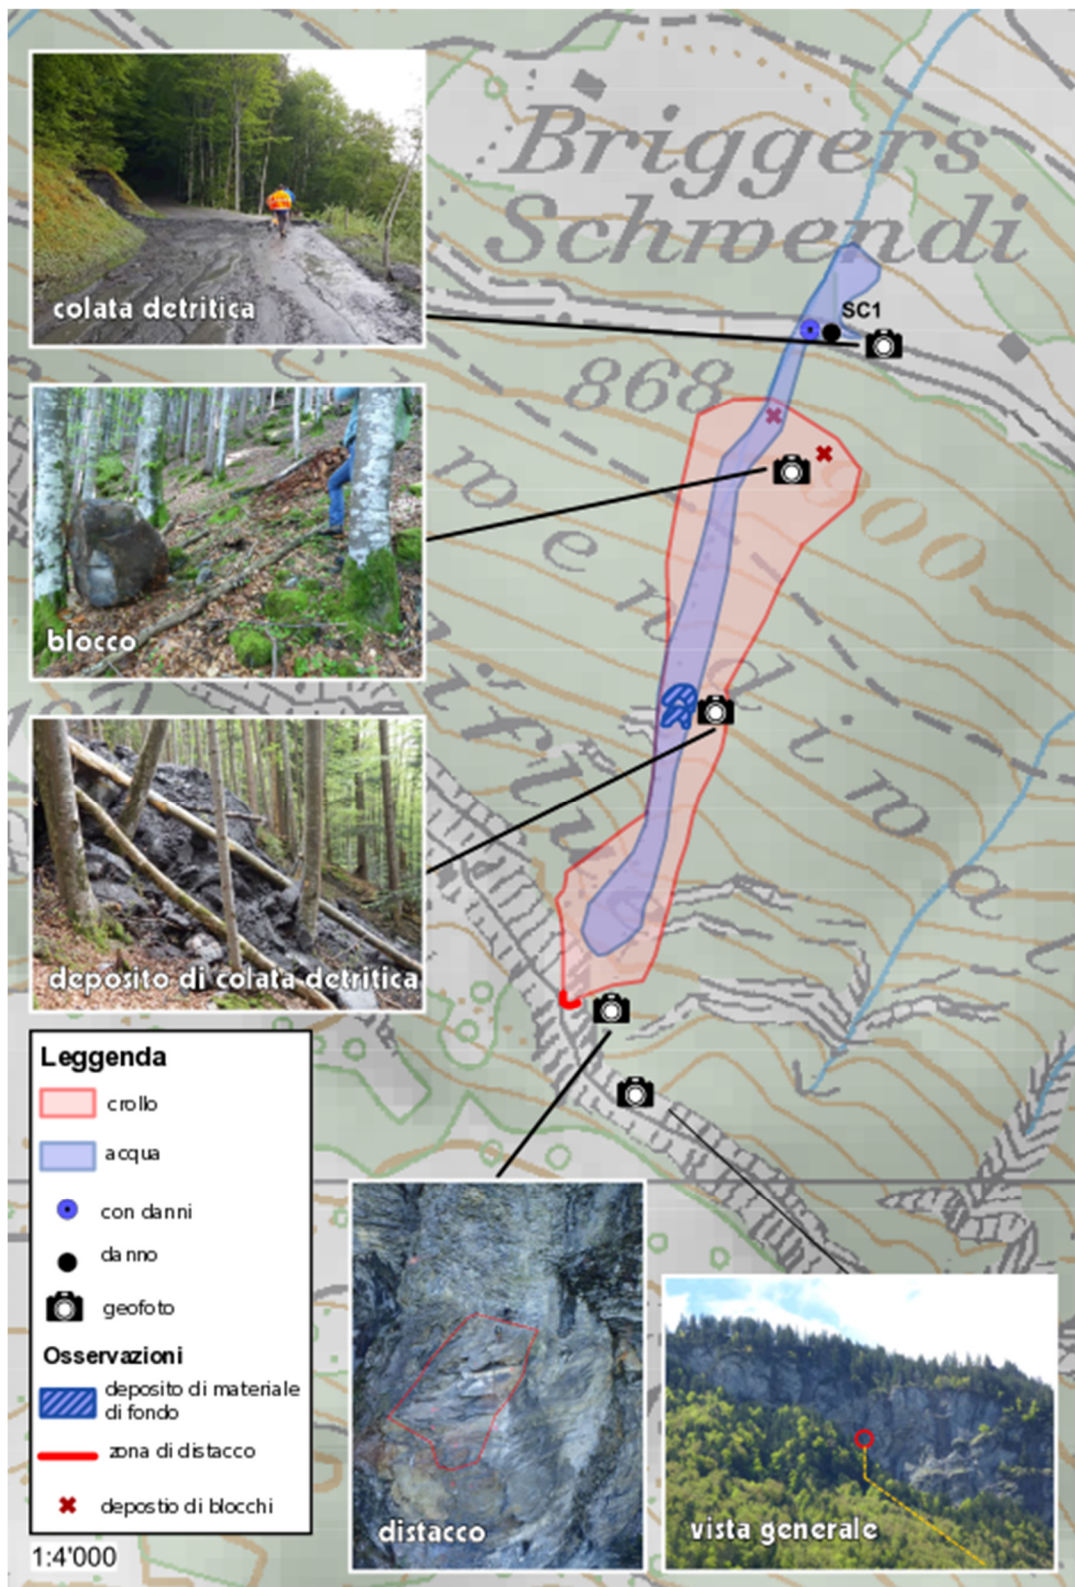 Briggers
Schwendi
colata detritica
SC1
868
900
blocco
deposito di colata detritica
Leggenda
crollo
acqua
con danni
danno
geofoto
Osservazioni
deposito di materiale
di fondo
zona di distacco
depostio di blocchi
1:4'000
distacco
vista generale